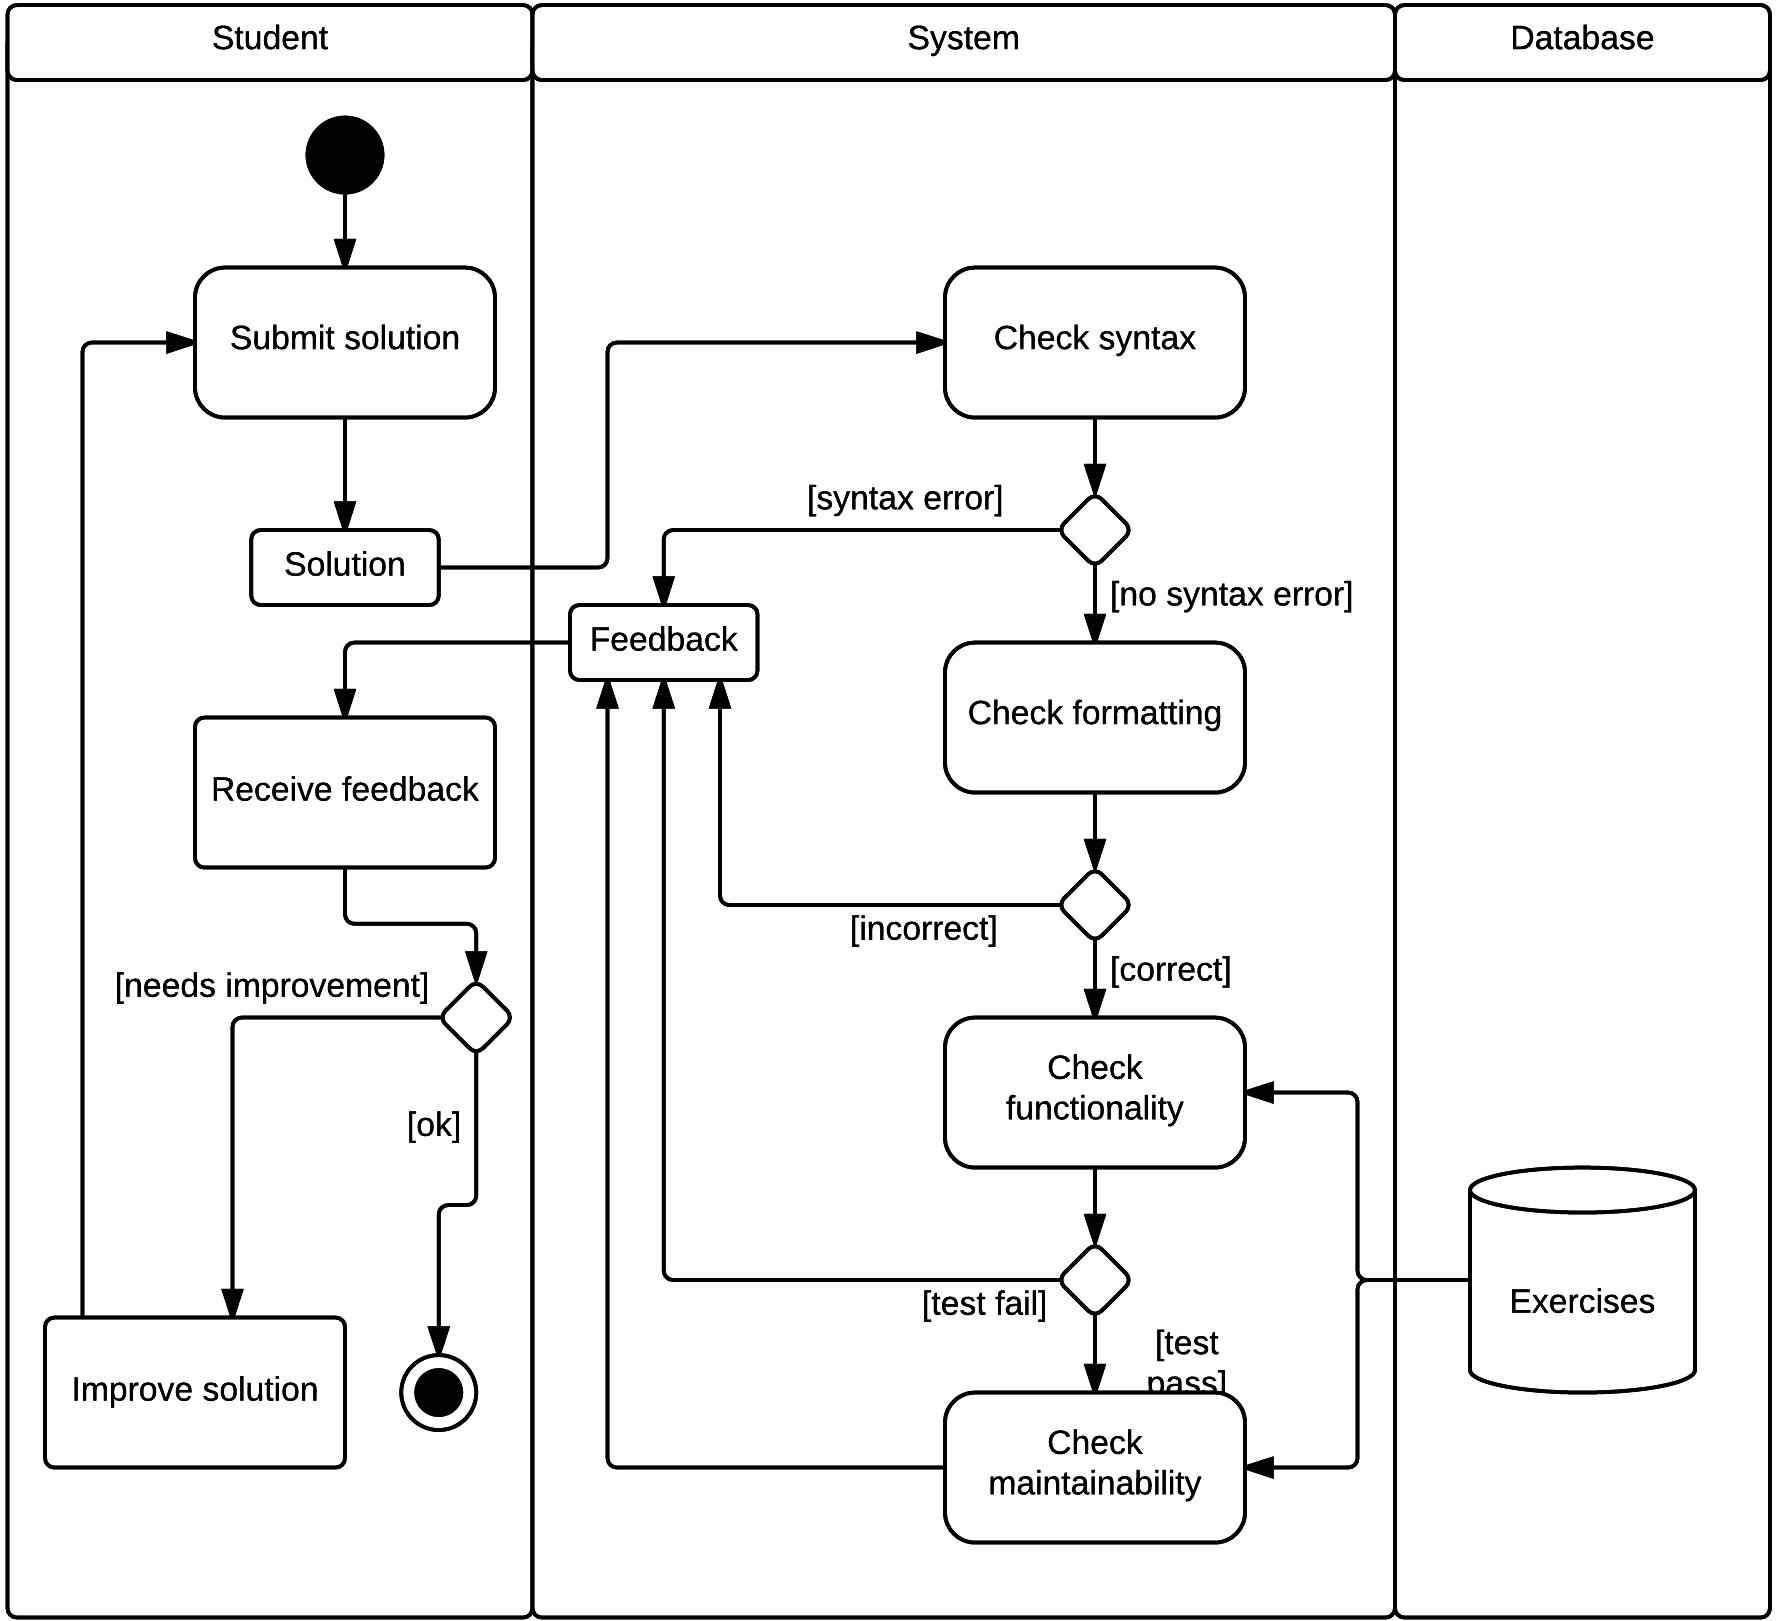 Student
System
Database
Submit solution
Check syntax
[syntax error]
Solution
[no syntax error]
Feedback
Check formatting
Receive feedback
[incorrect]
[correct]
[needs improvement]
Check
functionality
[ok]
[test fail]
Exercises
[test
pass]
Improve solution
Check
maintainability